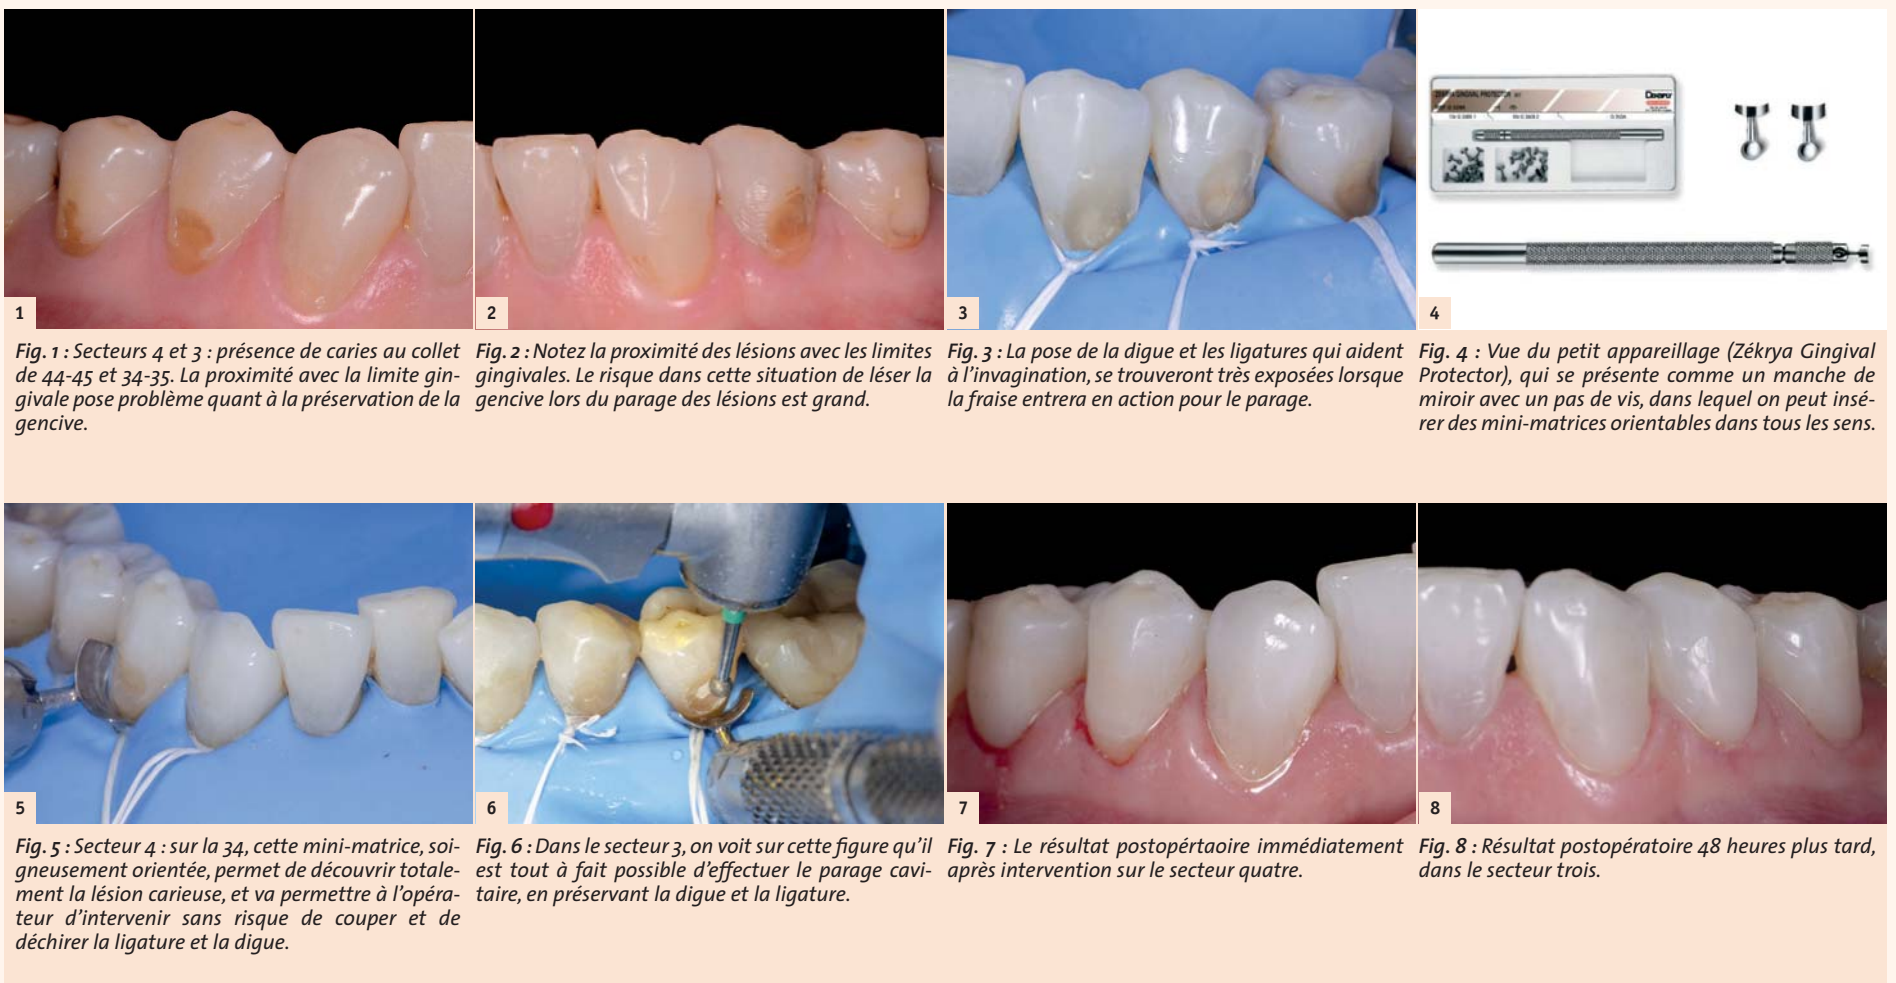 ZEKRYA GINGIVAL PROTECTOR
DENTSPLY
1
2
3
4
Fig. 1 : Secteurs 4 et 3 : présence de caries au collet
de 44-45 et 34-35. La proximité avec la limite gin-
givale pose problème quant à la préservation de la
gencive.
Fig. 2 : Notez la proximité des lésions avec les limites
gingivales. Le risque dans cette situation de léser la
gencive lors du parage des lésions est grand.
Fig. 3 : La pose de la digue et les ligatures qui aident
à l'invagination, se trouveront très exposées lorsque
la fraise entrera en action pour le parage.
Fig. 4 : Vue du petit appareillage (Zékrya Gingival
Protector), qui se présente comme un manche de
miroir avec un pas de vis, dans lequel on peut insé-
rer des mini-matrices orientables dans tous les sens.
5
6
7
8
Fig. 5 : Secteur 4 : sur la 34, cette mini-matrice, soi-
gneusement orientée, permet de découvrir totale-
ment la lésion carieuse, et va permettre à l'opéra-
teur d'intervenir sans risque de couper et de
déchirer la ligature et la digue.
Fig. 6 : Dans le secteur 3, on voit sur cette figure qu'il
est tout à fait possible d'effectuer le parage cavi-
taire, en préservant la digue et la ligature.
Fig. 7 : Le résultat postopértaoire immédiatement
après intervention sur le secteur quatre.
Fig. 8 : Résultat postopératoire 48 heures plus tard,
dans le secteur trois.